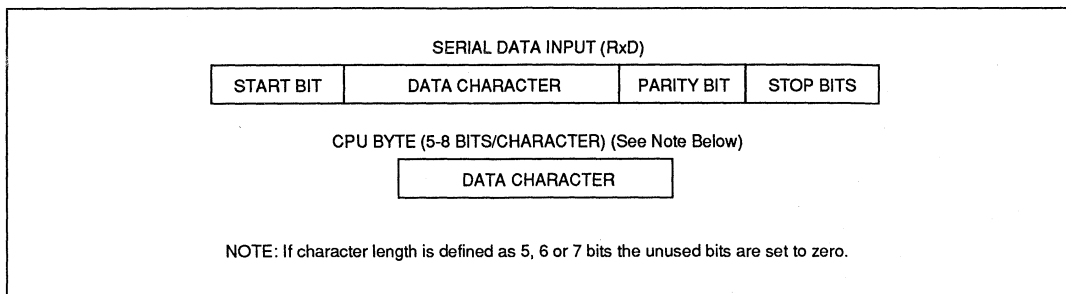 SERIAL DATA INPUT (RxD)
START BIT DATA CHARACTER PARITY BIT STOP BITS
CPU BYTE (5-8 BITS/CHARACTER) (See Note Below)
DATA CHARACTER
NOTE: If character length is defined as 5, 6 or 7 bits the unused bits are set to zero.